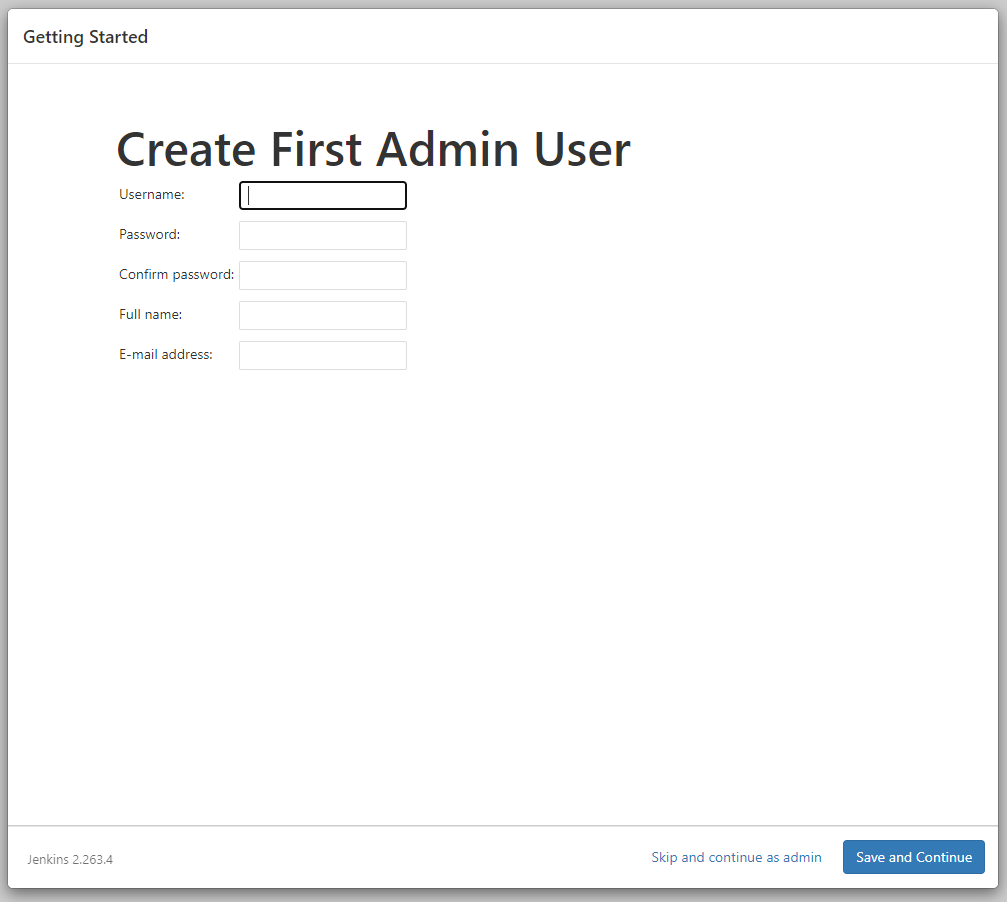 Getting Started
Create First Admin User
Username:
Password:
Confirm password:
Full name:
E-mail address:
Jenkins 2.263.4
Skip and continue as admin
Save and Continue